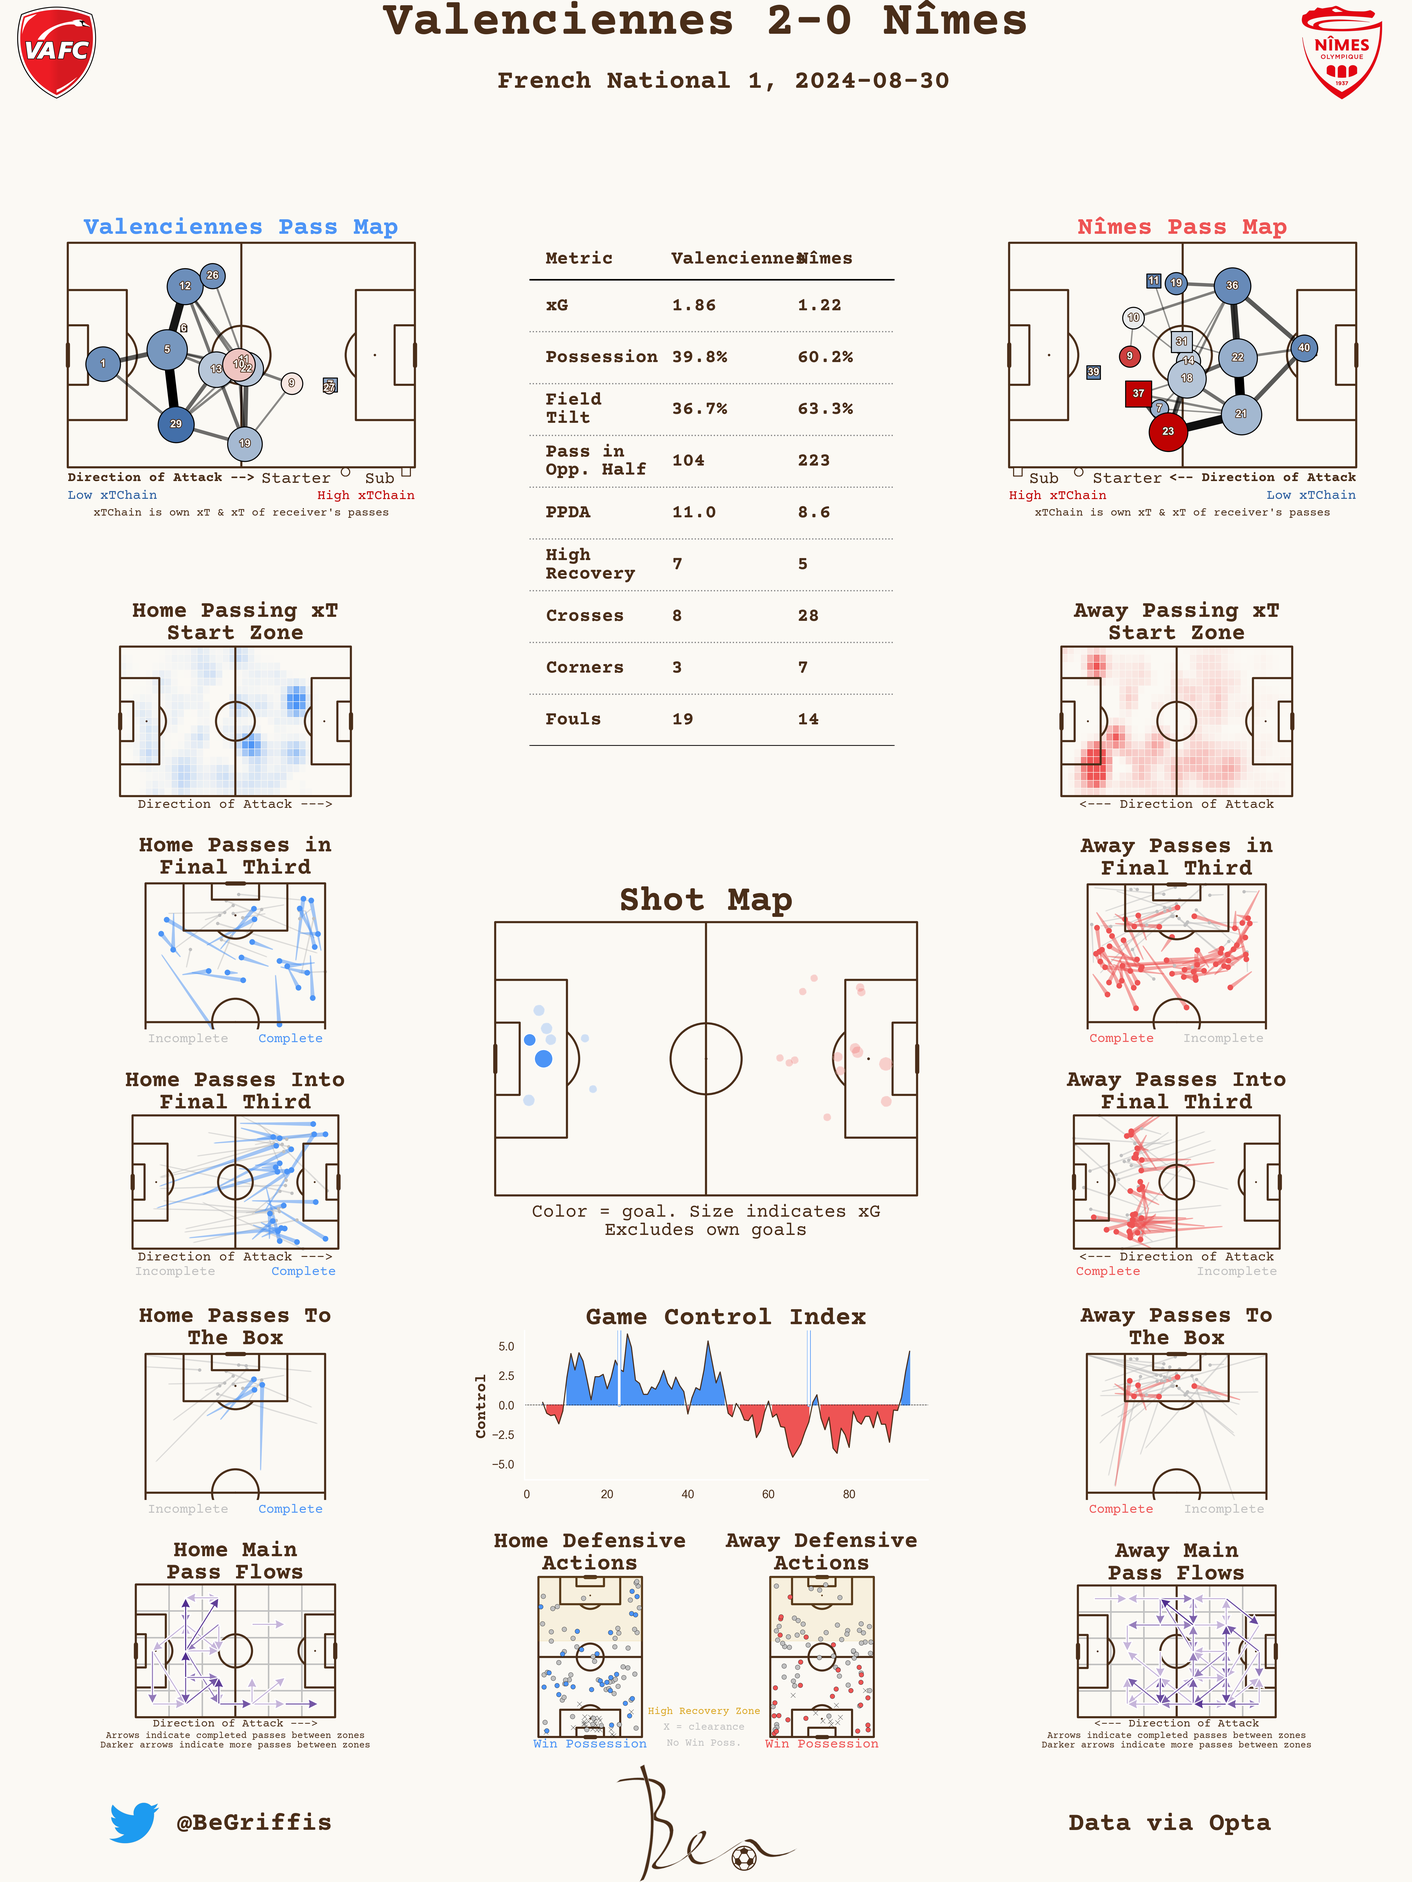 Valenciennes 2-0 Nîmes
French National 1, 2024-08-30
VAFC
NÎMES
OLYMPIQUE
1937
Valenciennes Pass Map
12
26
6
5
1
13
11
10
22
9
7
27
29
19
Direction of Attack --> Starter Sub
Low xTChain High xTChain
xTChain is own xT & xT of receiver's passes
Metric Valenciennes Nîmes
xG 1.86 1.22
Possession 39.8% 60.2%
Field
Tilt 36.7% 63.3%
Pass in
Opp. Half 104 223
PPDA 11.0 8.6
High
Recovery 7 5
Crosses 8 28
Corners 3 7
Fouls 19 14
Nîmes Pass Map
11
19
36
10
31
9
14
22
40
39
18
37
7
21
23
Sub Starter <-- Direction of Attack
High xTChain Low xTChain
xTChain is own xT & xT of receiver's passes
Home Passing xT
Start Zone
Direction of Attack --->
Away Passing xT
Start Zone
<--- Direction of Attack
Home Passes in
Final Third
Incomplete Complete
Away Passes in
Final Third
Complete Incomplete
Shot Map
Color = goal. Size indicates xG
Excludes own goals
Home Passes Into
Final Third
Direction of Attack --->
Incomplete Complete
Away Passes Into
Final Third
<--- Direction of Attack
Complete Incomplete
Home Passes To
The Box
Incomplete Complete
Game Control Index
Control
5.0
2.5
0.0
−2.5
−5.0
0 20 40 60 80
Away Passes To
The Box
Complete Incomplete
Home Main
Pass Flows
Direction of Attack --->
Arrows indicate completed passes between zones
Darker arrows indicate more passes between zones
Home Defensive
Actions
Win Possession
Away Defensive
Actions
Win Possession
High Recovery Zone
X = clearance
No Win Poss.
Away Main
Pass Flows
<--- Direction of Attack
Arrows indicate completed passes between zones
Darker arrows indicate more passes between zones
@BeGriffis
Ben
Data via Opta